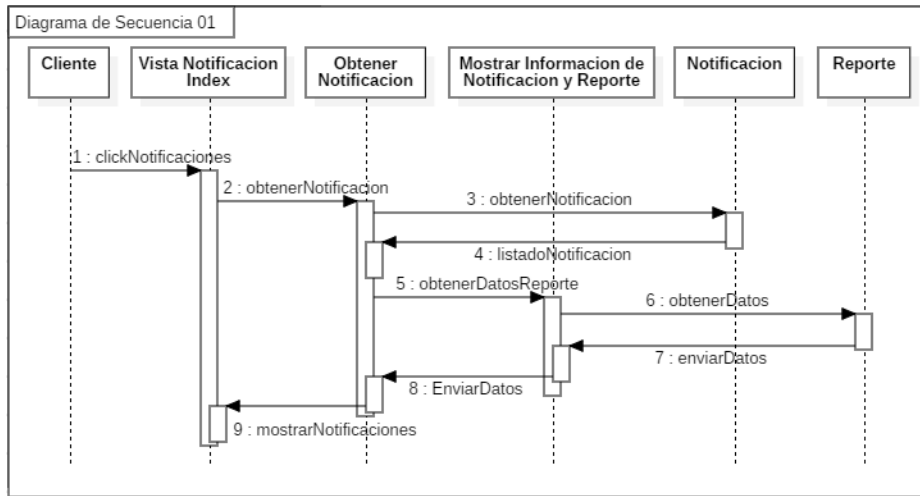 Diagrama de Secuencia 01
Cliente
Vista Notificacion
Index
Obtener
Notificacion
Mostrar Informacion de
Notificacion y Reporte
Notificacion
Reporte
1 : clickNotificaciones
2 : obtenerNotificacion
3 : obtenerNotificacion
4 : listadoNotificacion
5 : obtenerDatosReporte
6 : obtenerDatos
7 : enviarDatos
8 : EnviarDatos
9 : mostrarNotificaciones